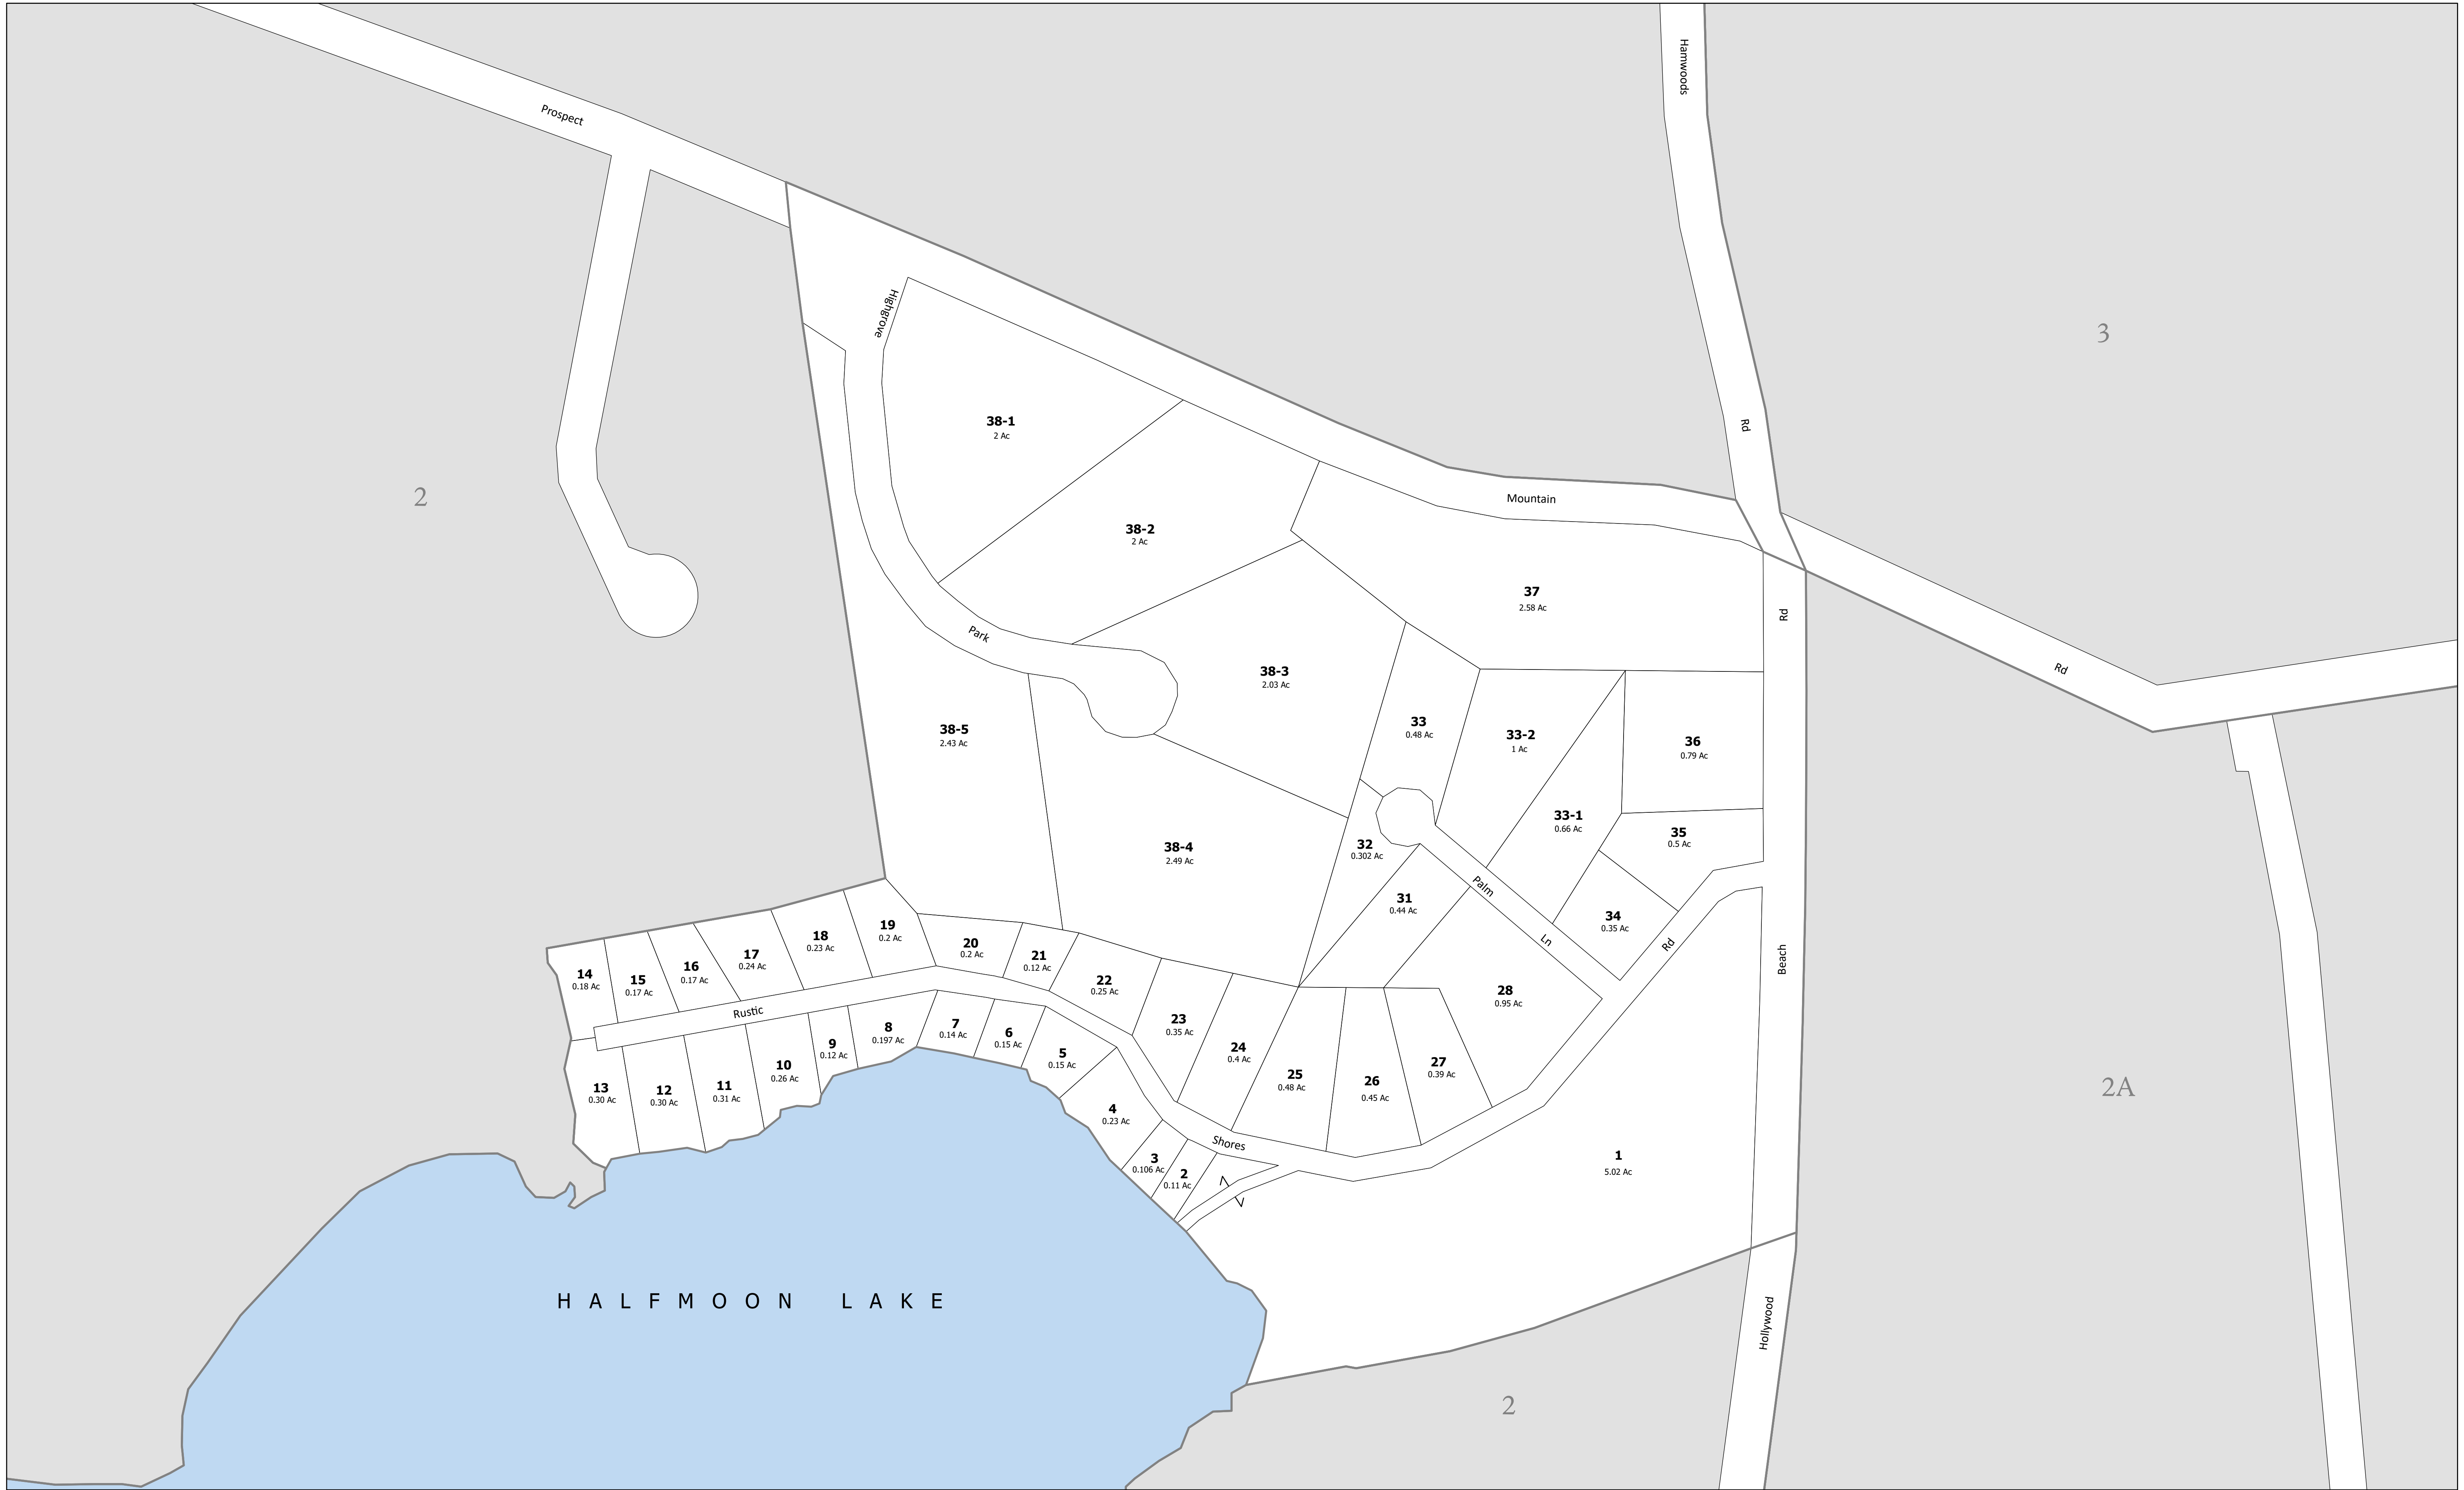 Prospect
Hamwoods
Highgrove
3
38-1
2 Ac
Rd
2
Mountain
38-2
2 Ac
37
2.58 Ac
Rd
Park
Rd
38-3
2.03 Ac
38-5
2.43 Ac
33
0.48 Ac
33-2
1 Ac
36
0.79 Ac
33-1
0.66 Ac
35
0.5 Ac
38-4
2.49 Ac
32
0.302 Ac
Palm
31
0.44 Ac
34
0.35 Ac
Ln
Rd
Beach
19
0.2 Ac
18
0.23 Ac
20
0.2 Ac
17
0.24 Ac
21
0.12 Ac
16
0.17 Ac
14
0.18 Ac
15
0.17 Ac
22
0.25 Ac
28
0.95 Ac
Rustic
23
0.35 Ac
7
0.14 Ac
8
0.197 Ac
6
0.15 Ac
9
0.12 Ac
24
0.4 Ac
5
0.15 Ac
10
0.26 Ac
27
0.39 Ac
25
0.48 Ac
26
0.45 Ac
13
0.30 Ac
12
0.30 Ac
11
0.31 Ac
2A
4
0.23 Ac
Shores
3
0.106 Ac
2
0.11 Ac
1
5.02 Ac
HALFMOON LAKE
Hollywood
2